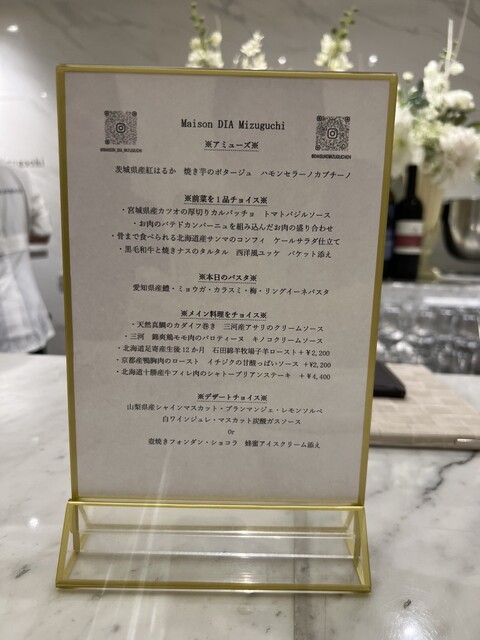 Maison DIA Mizuguchi
※アミューズ※
茨城県産紅はるか 焼き芋のポタージュ ハモンセラーノカプチーノ
※前菜を1品チョイス※
・宮城県産カツオの厚切りカルパッチョ トマトバジルソース
・お肉のパテドカンパーニュを組み込んだお肉の盛り合わせ
・骨まで食べられる北海道産サンマのコンフィ ケールサラダ仕立て
・黒毛和牛と焼きナスのタルタル 西洋風ユッケ バケット添え
※本日のパスタ※
愛知県産鱧・ミョウガ・カラスミ・梅・リングイーネパスタ
※メイン料理をチョイス※
・天然真鯛のカダイフ巻き 三河産アサリのクリームソース
・三河 錦爽鶏モモ肉のバロティーヌ キノコクリームソース
・北海道足寄産生後12か月 石田綿羊牧場子羊ロースト+¥2,200
・京都産鴨胸肉のロースト イチジクの甘酸っぱいソース +¥2,200
・北海道十勝産牛フィレ肉のシャトーブリアンステーキ +¥4,400
※デザートチョイス※
山梨県産シャインマスカット・ブランマンジェ・レモンソルベ
白ワインジュレ・マスカット炭酸ガスソース
Or
壺焼きフォンダン・ショコラ 蜂蜜アイスクリーム添え